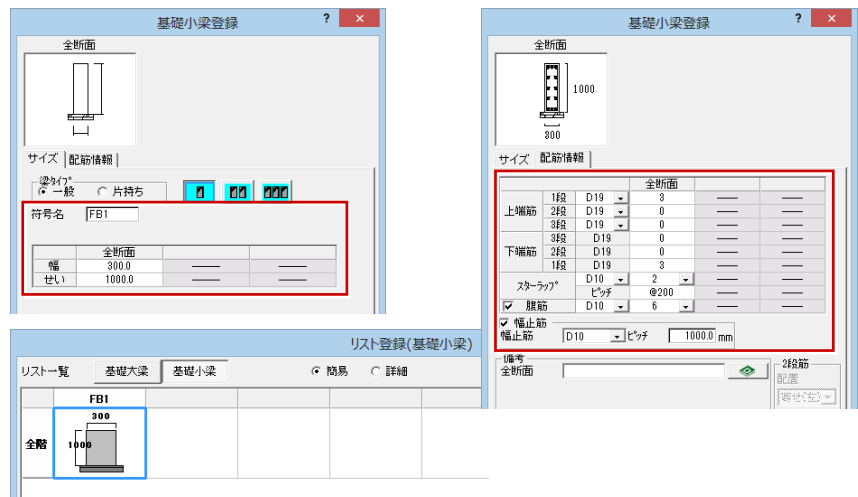 基礎小梁登録 ? ×
全断面
サイズ 配筋情報
梁タイプ
一般 片持ち
符号名 FB1
全断面
幅 300.0 —— ——
せい 1000.0 —— ——
リスト登録(基礎小梁)
リスト一覧 基礎大梁 基礎小梁 簡易 詳細
FB1
300
全階 1000
基礎小梁登録 ? ×
全断面
1000
300
サイズ 配筋情報
全断面
上端筋 1段 D19 3 —— ——
2段 D19 0 —— ——
3段 D19 0 —— ——
下端筋 3段 D19 0 —— ——
2段 D19 0 —— ——
1段 D19 3 —— ——
スターラップ D10 2 —— ——
ピッチ @200 —— ——
腹筋 D10 6 —— ——
幅止筋
幅止筋 D10 ピッチ 1000.0 mm
備考
全断面
2段筋
配置
寄せ(左)